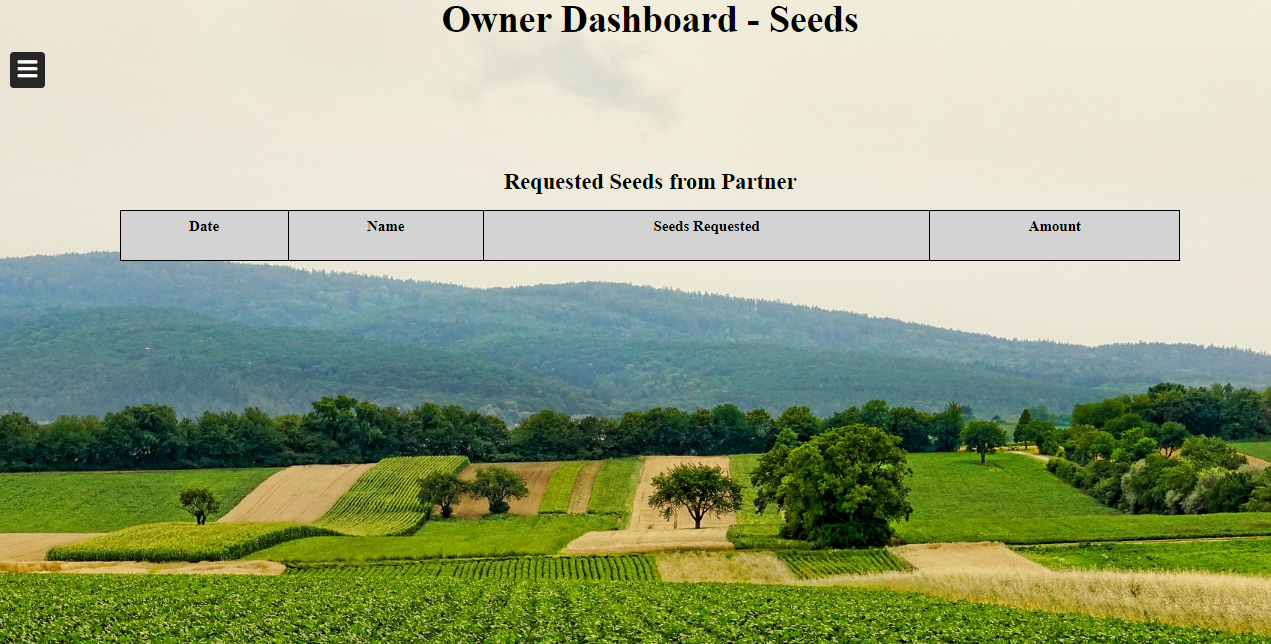 Owner Dashboard - Seeds
Requested Seeds from Partner
Date Name Seeds Requested Amount